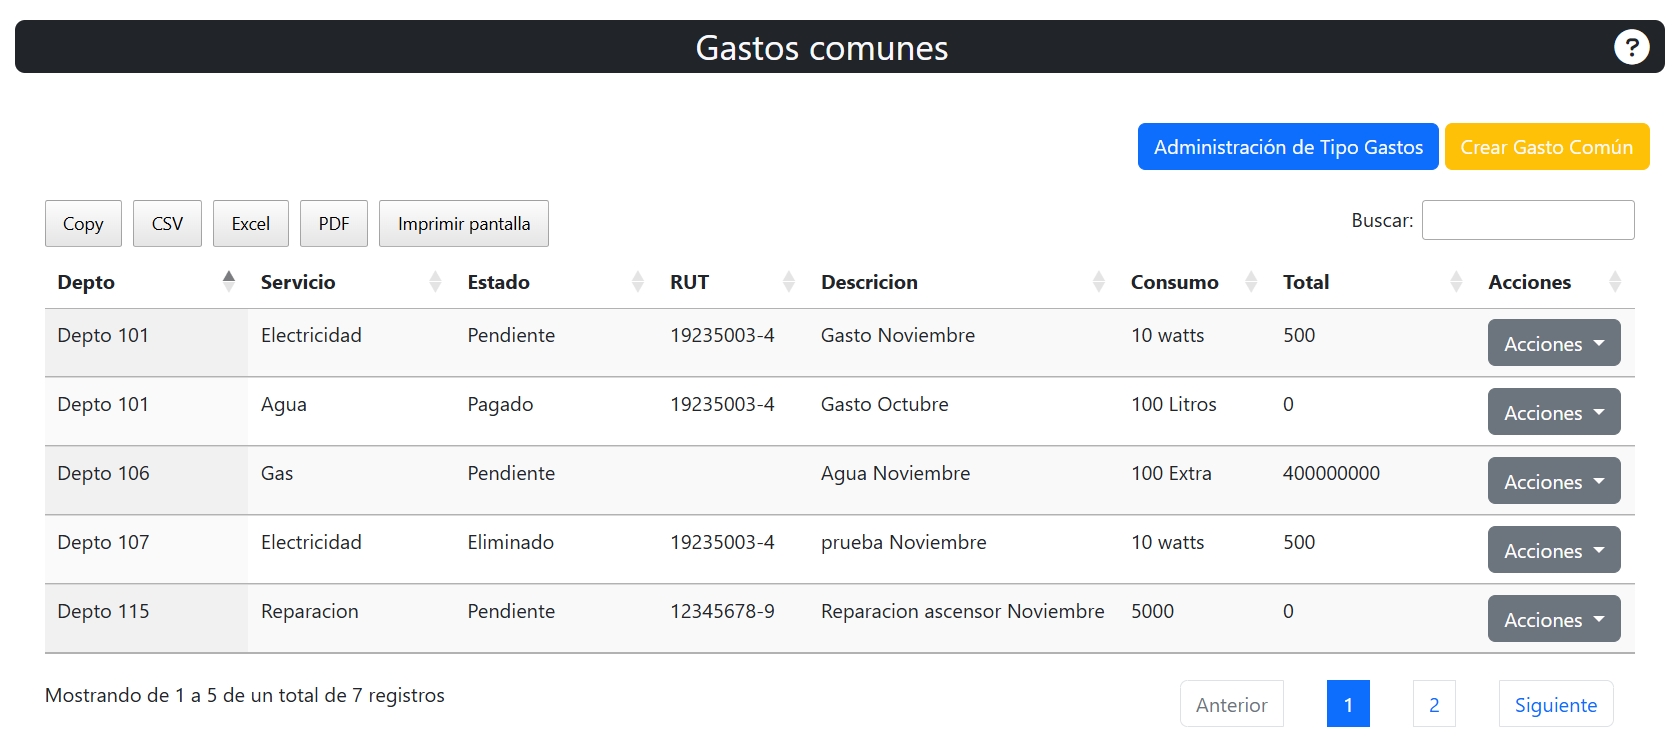 Gastos comunes ?
Administración de Tipo Gastos Crear Gasto Común
Copy CSV Excel PDF Imprimir pantalla Buscar:
Depto Servicio Estado RUT Descricion Consumo Total Acciones
Depto 101 Electricidad Pendiente 19235003-4 Gasto Noviembre 10 watts 500 Acciones
Depto 101 Agua Pagado 19235003-4 Gasto Octubre 100 Litros 0 Acciones
Depto 106 Gas Pendiente Agua Noviembre 100 Extra 400000000 Acciones
Depto 107 Electricidad Eliminado 19235003-4 prueba Noviembre 10 watts 500 Acciones
Depto 115 Reparacion Pendiente 12345678-9 Reparacion ascensor Noviembre 5000 0 Acciones
Mostrando de 1 a 5 de un total de 7 registros Anterior 1 2 Siguiente